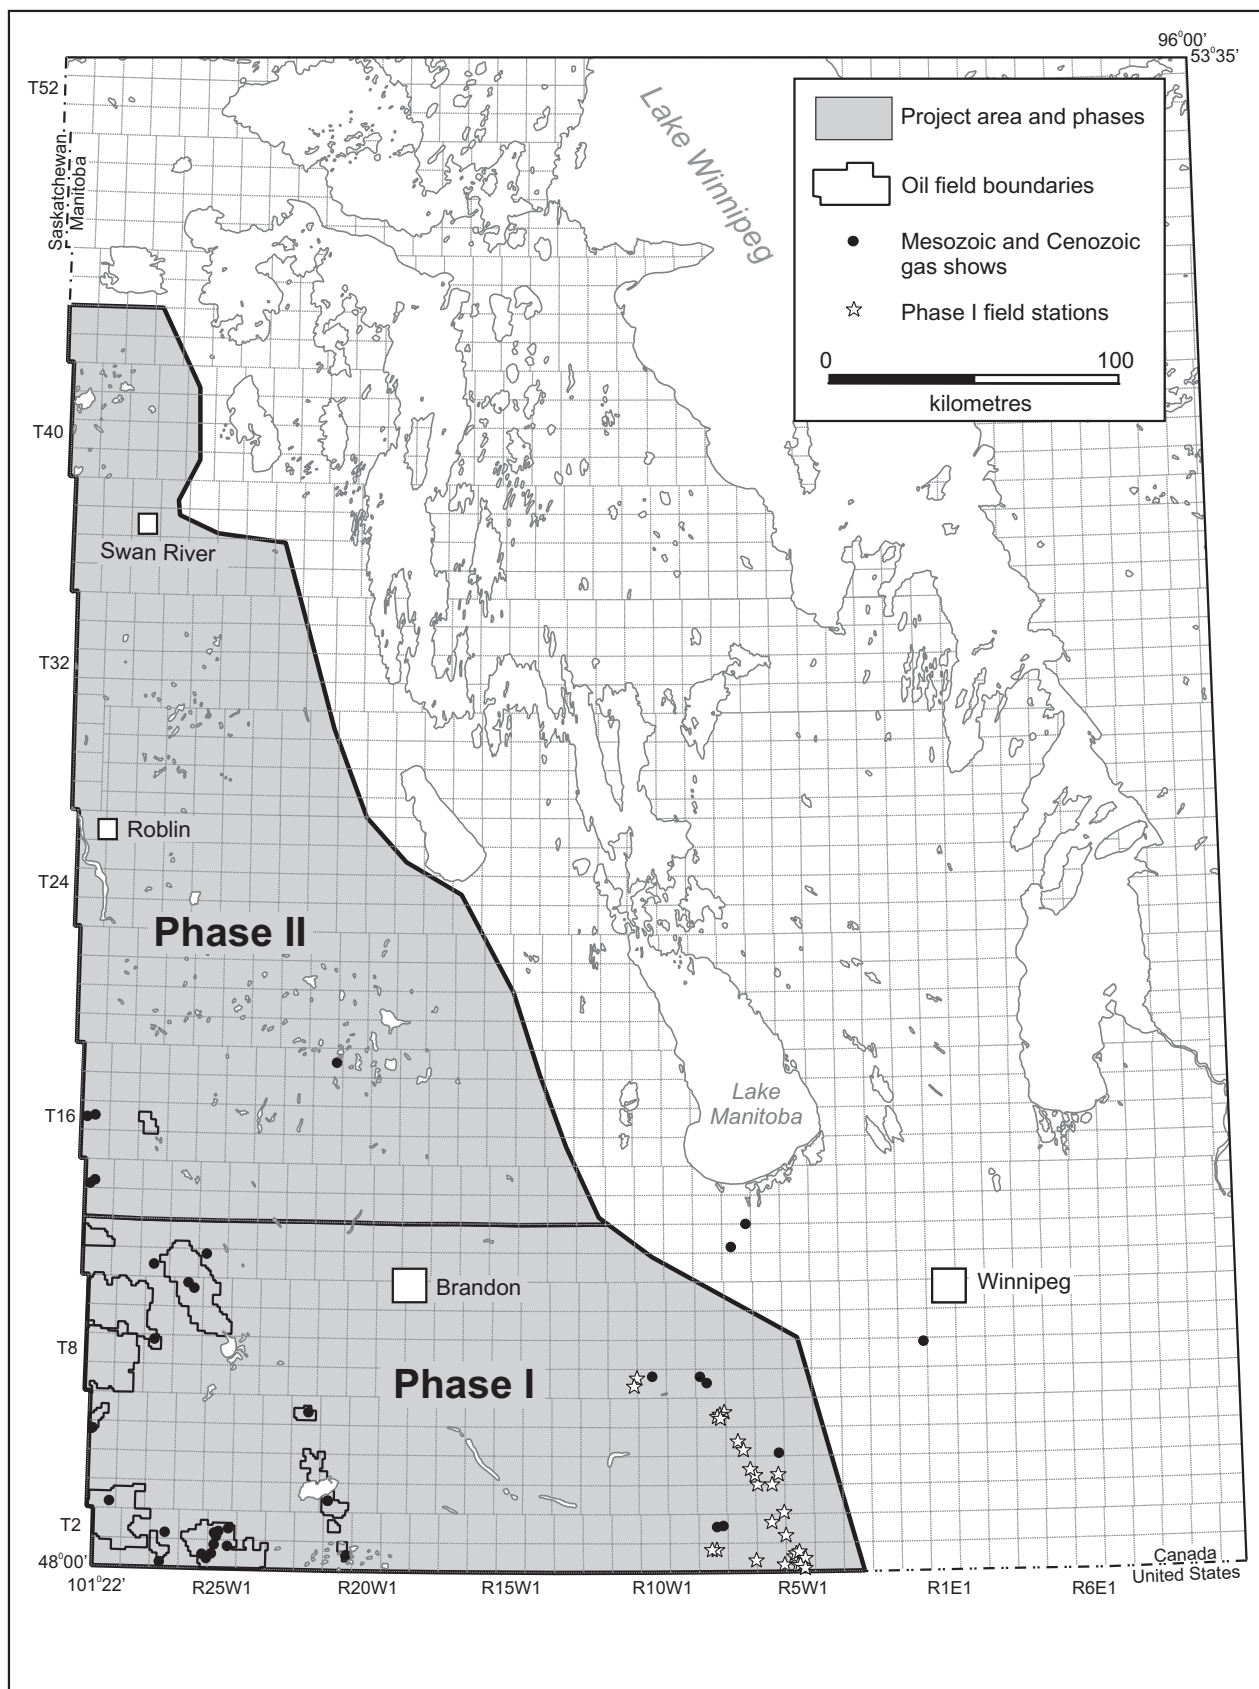 96°00'
53°35'
T52
Saskatchewan
Manitoba
Lake Winnipeg
Project area and phases
Oil field boundaries
Mesozoic and Cenozoic
gas shows
Phase I field stations
0 100
kilometres
T40
Swan River
T32
Roblin
T24
Phase II
T16
Lake
Manitoba
Brandon
Winnipeg
T8
Phase I
T2
48°00'
Canada
United States
101°22'
R25W1
R20W1
R15W1
R10W1
R5W1
R1E1
R6E1